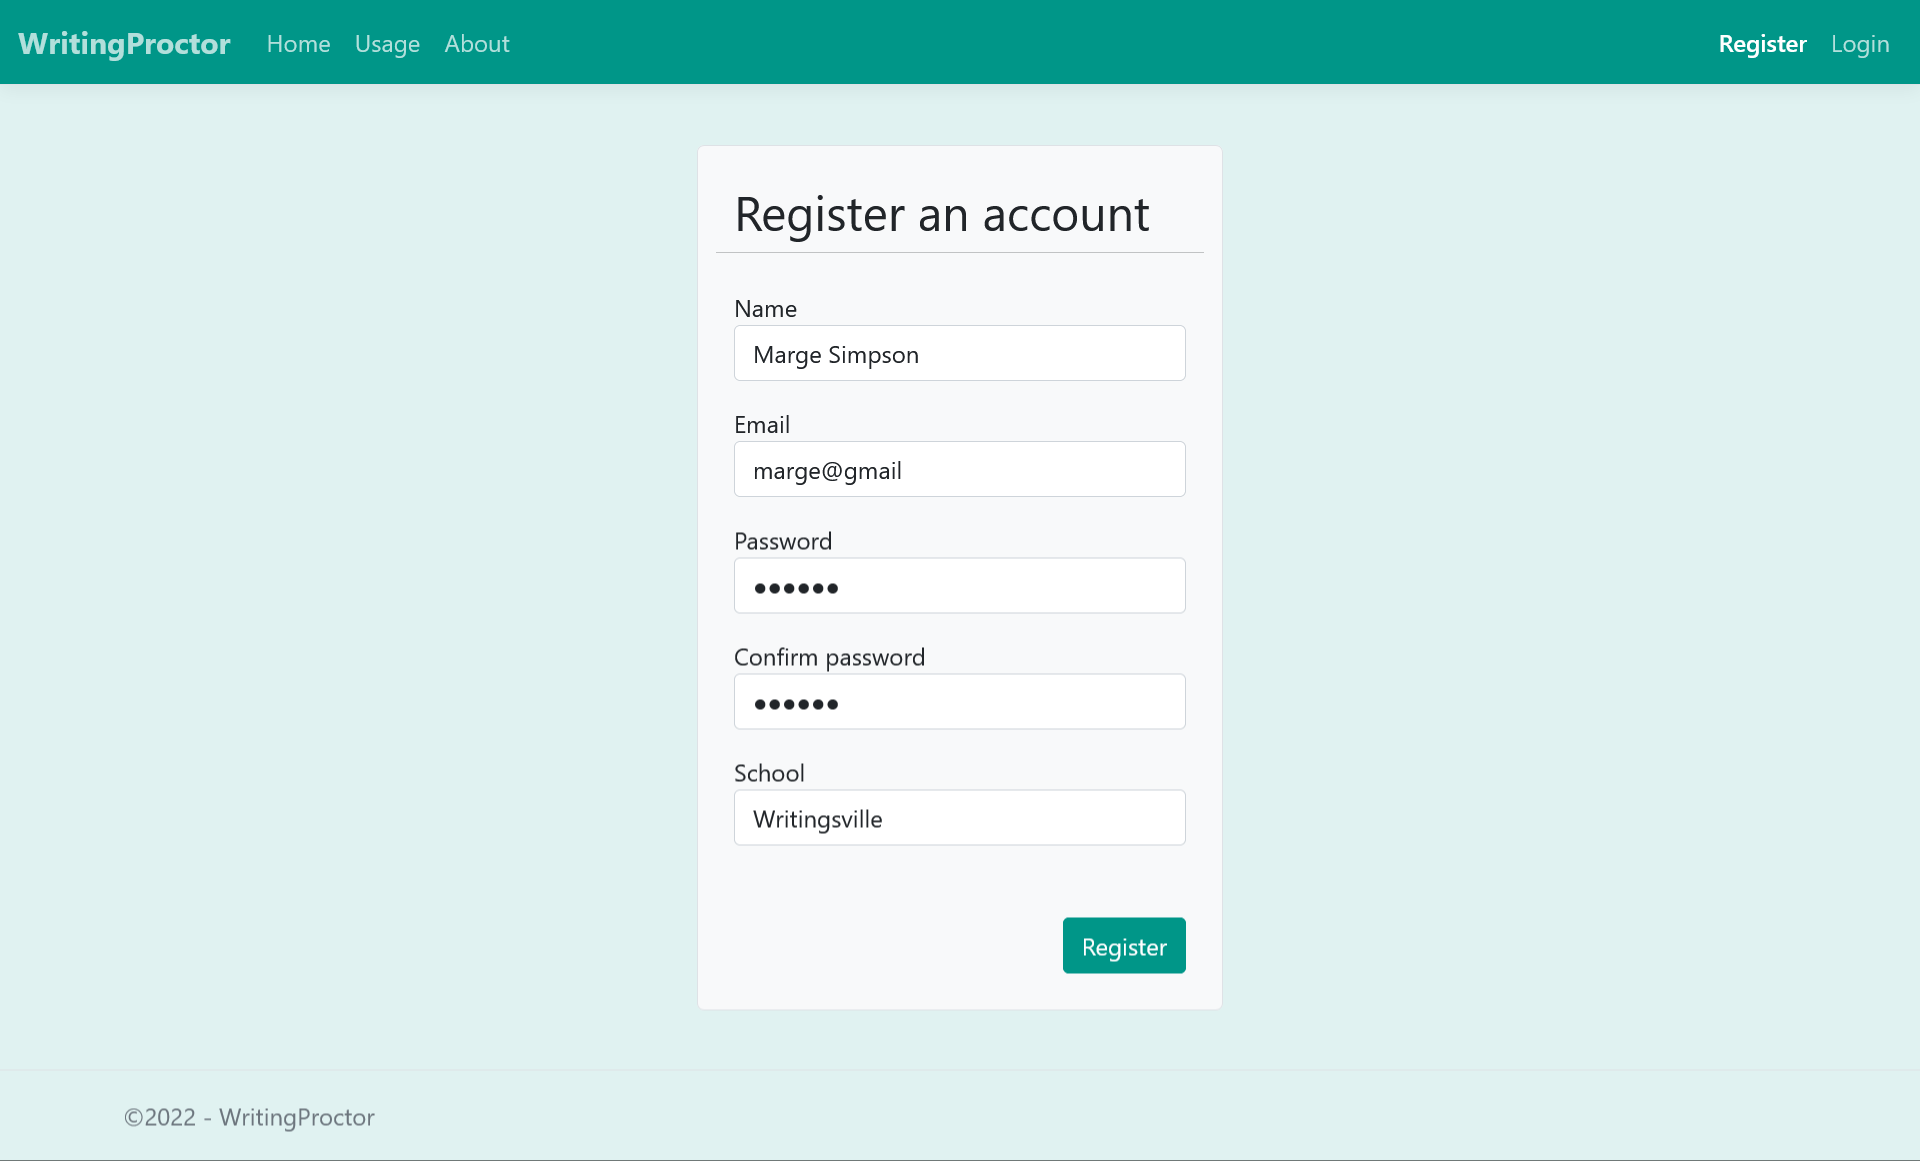 WritingProctor Home Usage About Register Login
Register an account
Name
Marge Simpson
Email
marge@gmail
Password
●●●●●●
Confirm password
●●●●●●
School
Writingsville
Register
©2022 - WritingProctor